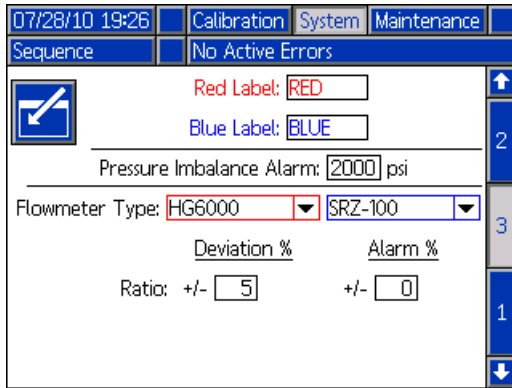 07/28/10 19:26 Calibration System Maintenance
Sequence No Active Errors
Red Label: RED
Blue Label: BLUE
2
Pressure Imbalance Alarm: 2000 psi
Flowmeter Type: HG6000 SRZ-100
3
Deviation % Alarm %
Ratio: +/- 5 +/- 0
1